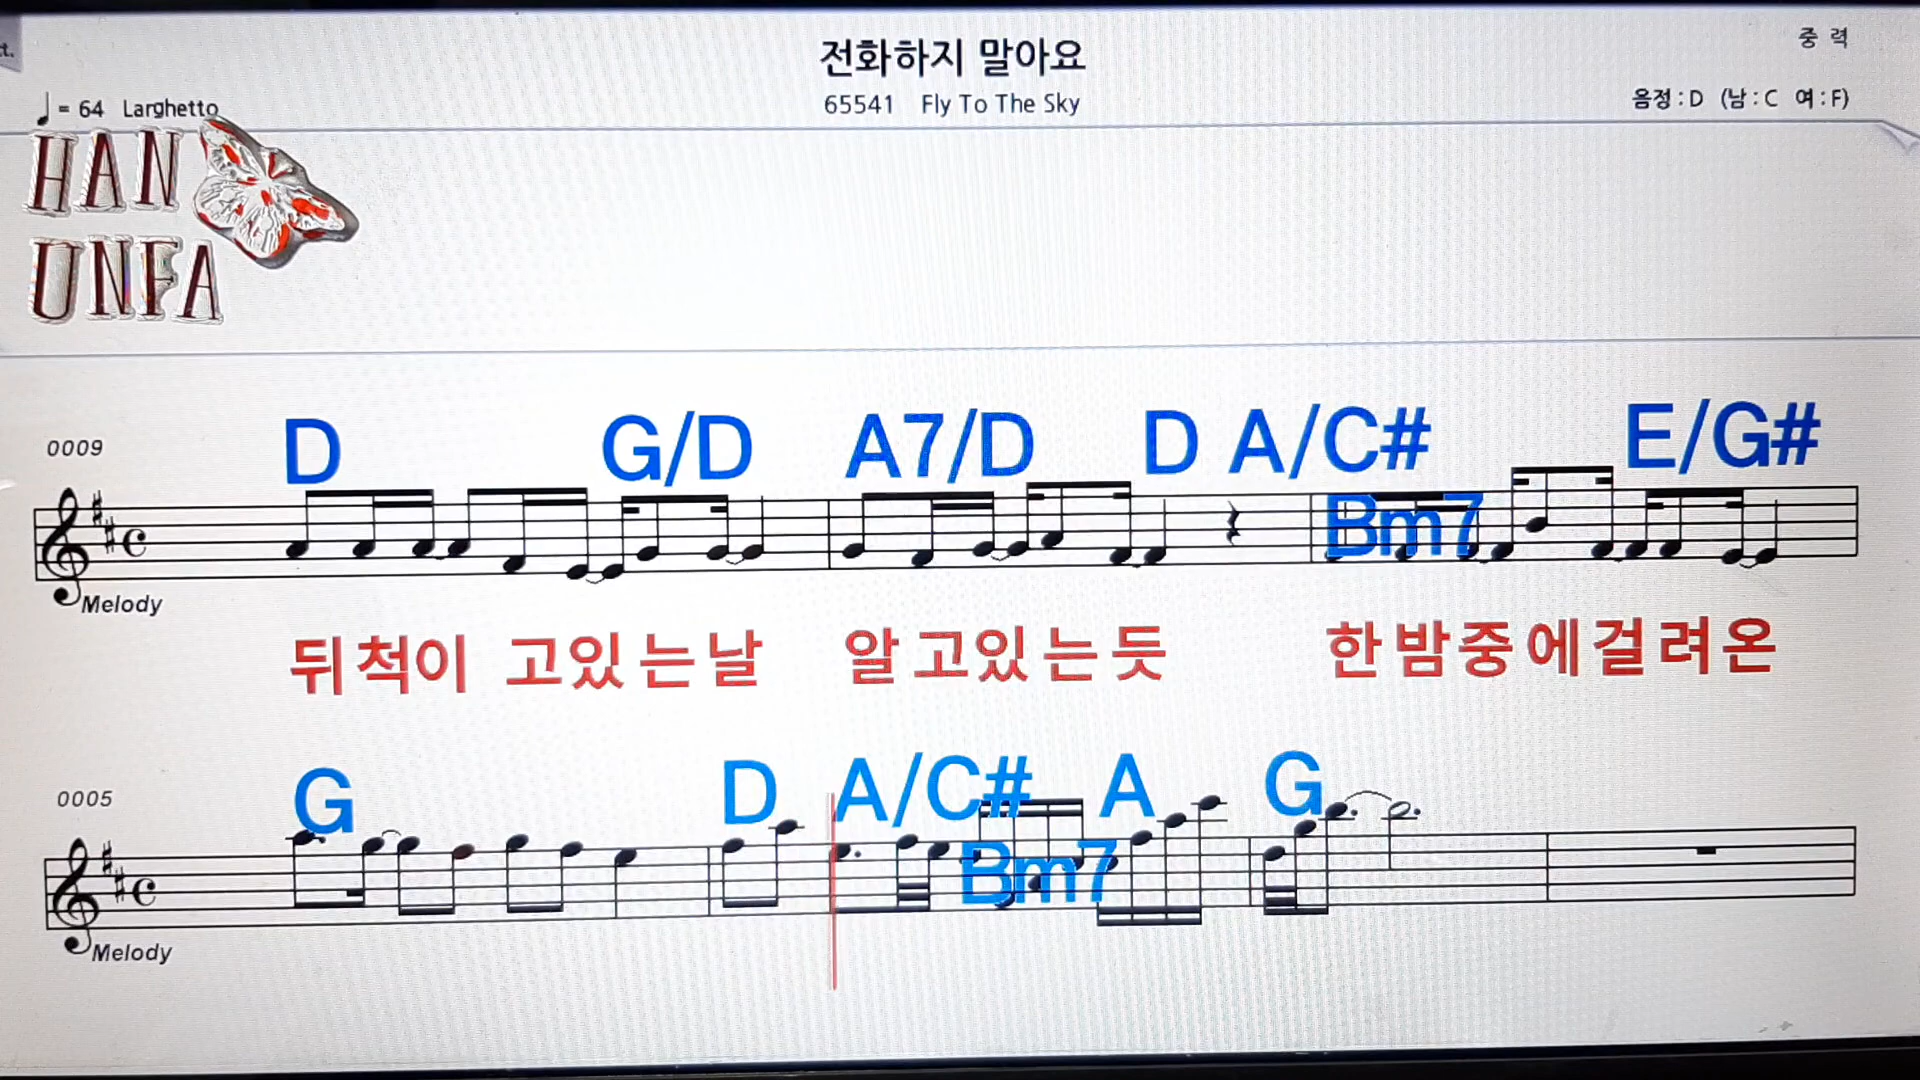 t.
전화하지 말아요
중 력
♩= 64 Larghetto
65541 Fly To The Sky
음정 : D (남 : C 여 : F)
HAN
UNFA
0009
D G/D A7/D D A/C# E/G#
Bm7
Melody
뒤척이 고있는날 알고있는듯 한밤중에걸려온
0005
G D A/C# A G
Bm7
Melody